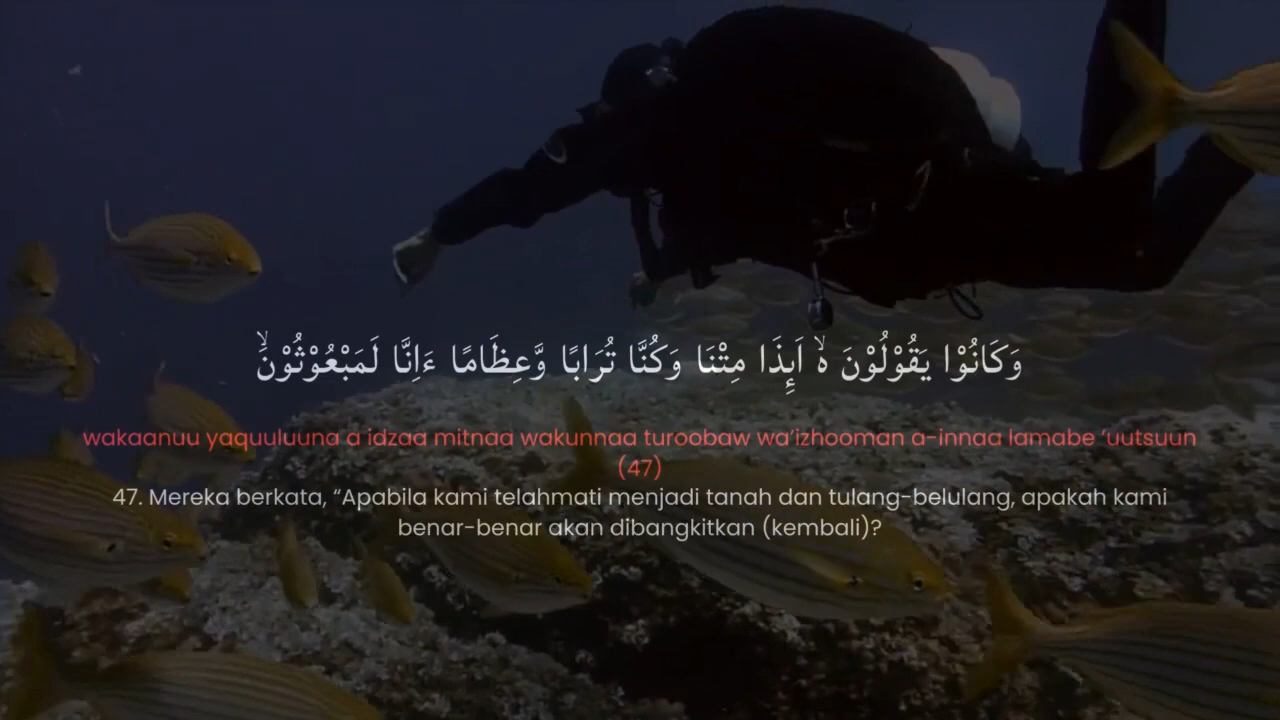 وَكَانُوْا يَقُوْلُوْنَ ەۙ اَىِٕذَا مِتْنَا وَكُنَّا تُرَابًا وَّعِظَامًا ءَاِنَّا لَمَبْعُوْثُوْنَۙ
wakaanuu yaquuluuna a idzaa mitnaa wakunnaa turoobaw wa’izhooman a-innaa lamabe ‘uutsuun
(47)
47. Mereka berkata, “Apabila kami telahmati menjadi tanah dan tulang-belulang, apakah kami
benar-benar akan dibangkitkan (kembali)?